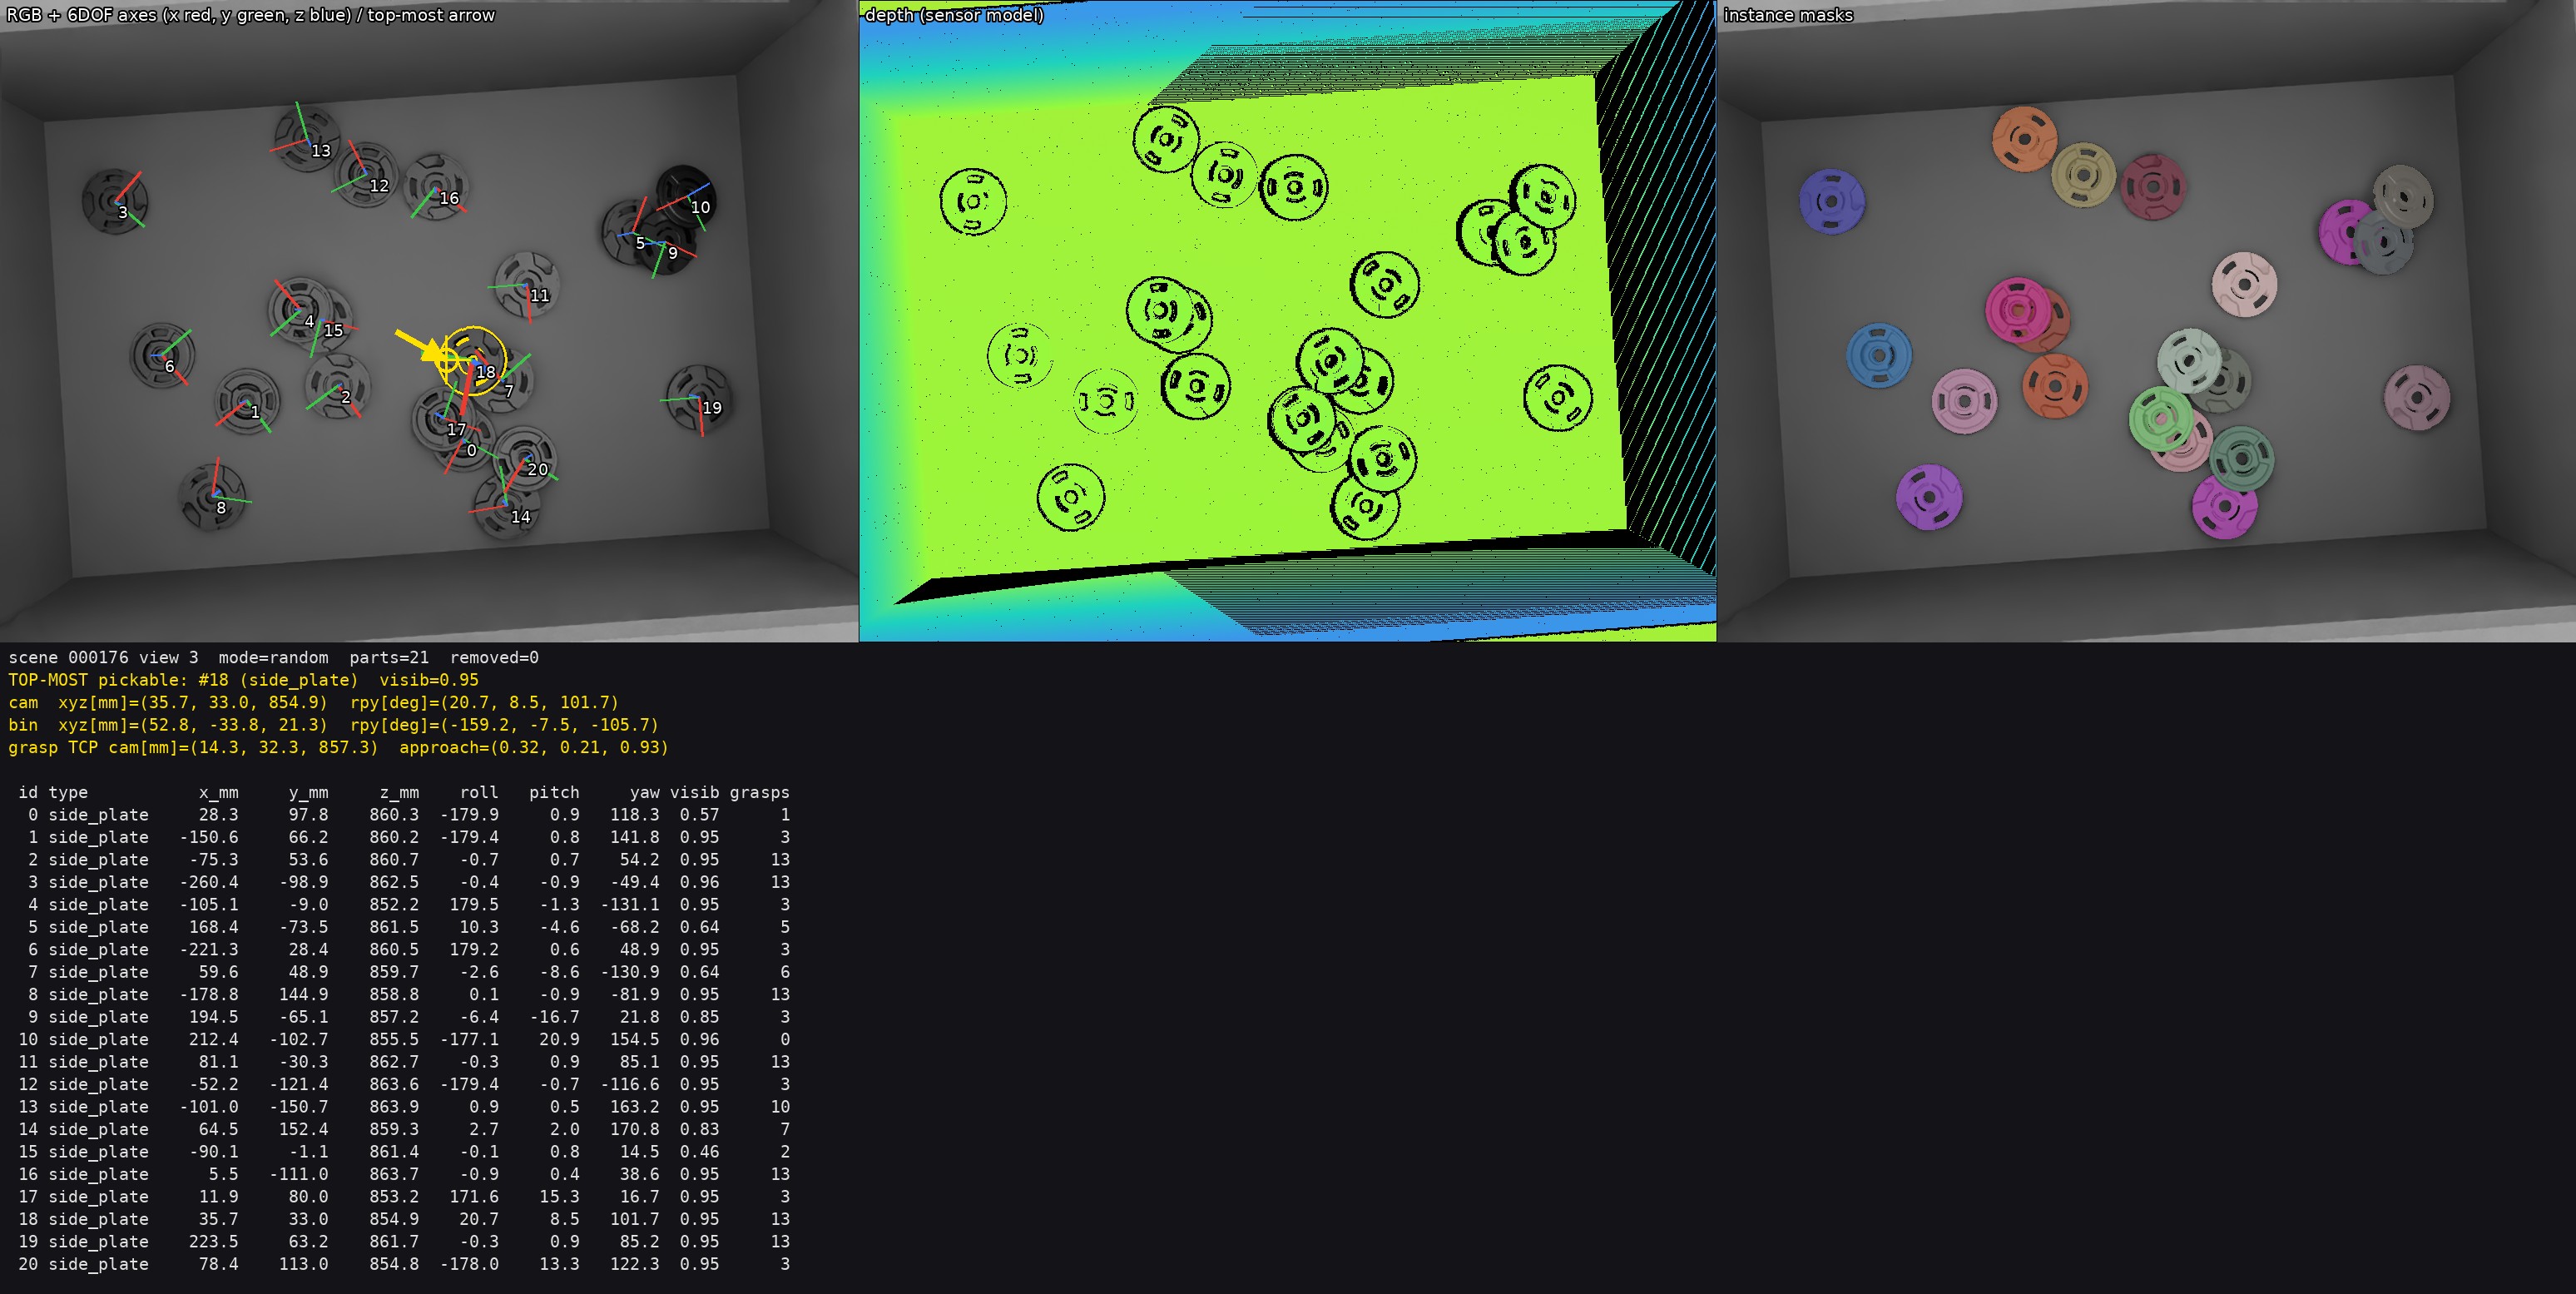 RGB + 6DOF axes (x red, y green, z blue) / top-most arrow
depth (sensor model)
instance masks
13
12
16
3
10
5
9
11
4
15
6
18
7
2
1
19
17
0
20
8
14
scene 000176 view 3  mode=random  parts=21  removed=0
TOP-MOST pickable: #18 (side_plate)  visib=0.95
cam  xyz[mm]=(35.7, 33.0, 854.9)  rpy[deg]=(20.7, 8.5, 101.7)
bin  xyz[mm]=(52.8, -33.8, 21.3)  rpy[deg]=(-159.2, -7.5, -105.7)
grasp TCP cam[mm]=(14.3, 32.3, 857.3)  approach=(0.32, 0.21, 0.93)
id type x_mm y_mm z_mm roll pitch yaw visib grasps
0 side_plate 28.3 97.8 860.3 -179.9 0.9 118.3 0.57 1
1 side_plate -150.6 66.2 860.2 -179.4 0.8 141.8 0.95 3
2 side_plate -75.3 53.6 860.7 -0.7 0.7 54.2 0.95 13
3 side_plate -260.4 -98.9 862.5 -0.4 -0.9 -49.4 0.96 13
4 side_plate -105.1 -9.0 852.2 179.5 -1.3 -131.1 0.95 3
5 side_plate 168.4 -73.5 861.5 10.3 -4.6 -68.2 0.64 5
6 side_plate -221.3 28.4 860.5 179.2 0.6 48.9 0.95 3
7 side_plate 59.6 48.9 859.7 -2.6 -8.6 -130.9 0.64 6
8 side_plate -178.8 144.9 858.8 0.1 -0.9 -81.9 0.95 13
9 side_plate 194.5 -65.1 857.2 -6.4 -16.7 21.8 0.85 3
10 side_plate 212.4 -102.7 855.5 -177.1 20.9 154.5 0.96 0
11 side_plate 81.1 -30.3 862.7 -0.3 0.9 85.1 0.95 13
12 side_plate -52.2 -121.4 863.6 -179.4 -0.7 -116.6 0.95 3
13 side_plate -101.0 -150.7 863.9 0.9 0.5 163.2 0.95 10
14 side_plate 64.5 152.4 859.3 2.7 2.0 170.8 0.83 7
15 side_plate -90.1 -1.1 861.4 -0.1 0.8 14.5 0.46 2
16 side_plate 5.5 -111.0 863.7 -0.9 0.4 38.6 0.95 13
17 side_plate 11.9 80.0 853.2 171.6 15.3 16.7 0.95 3
18 side_plate 35.7 33.0 854.9 20.7 8.5 101.7 0.95 13
19 side_plate 223.5 63.2 861.7 -0.3 0.9 85.2 0.95 13
20 side_plate 78.4 113.0 854.8 -178.0 13.3 122.3 0.95 3